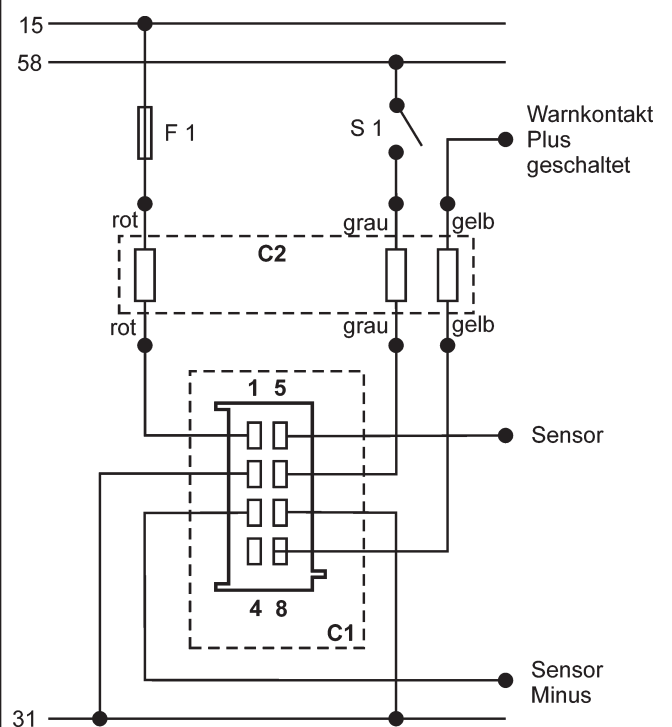 15
58
F 1
S 1
Warnkontakt
Plus
geschaltet
rot
grau
gelb
C2
rot
grau
gelb
1 5
Sensor
4 8
C1
Sensor
Minus
31